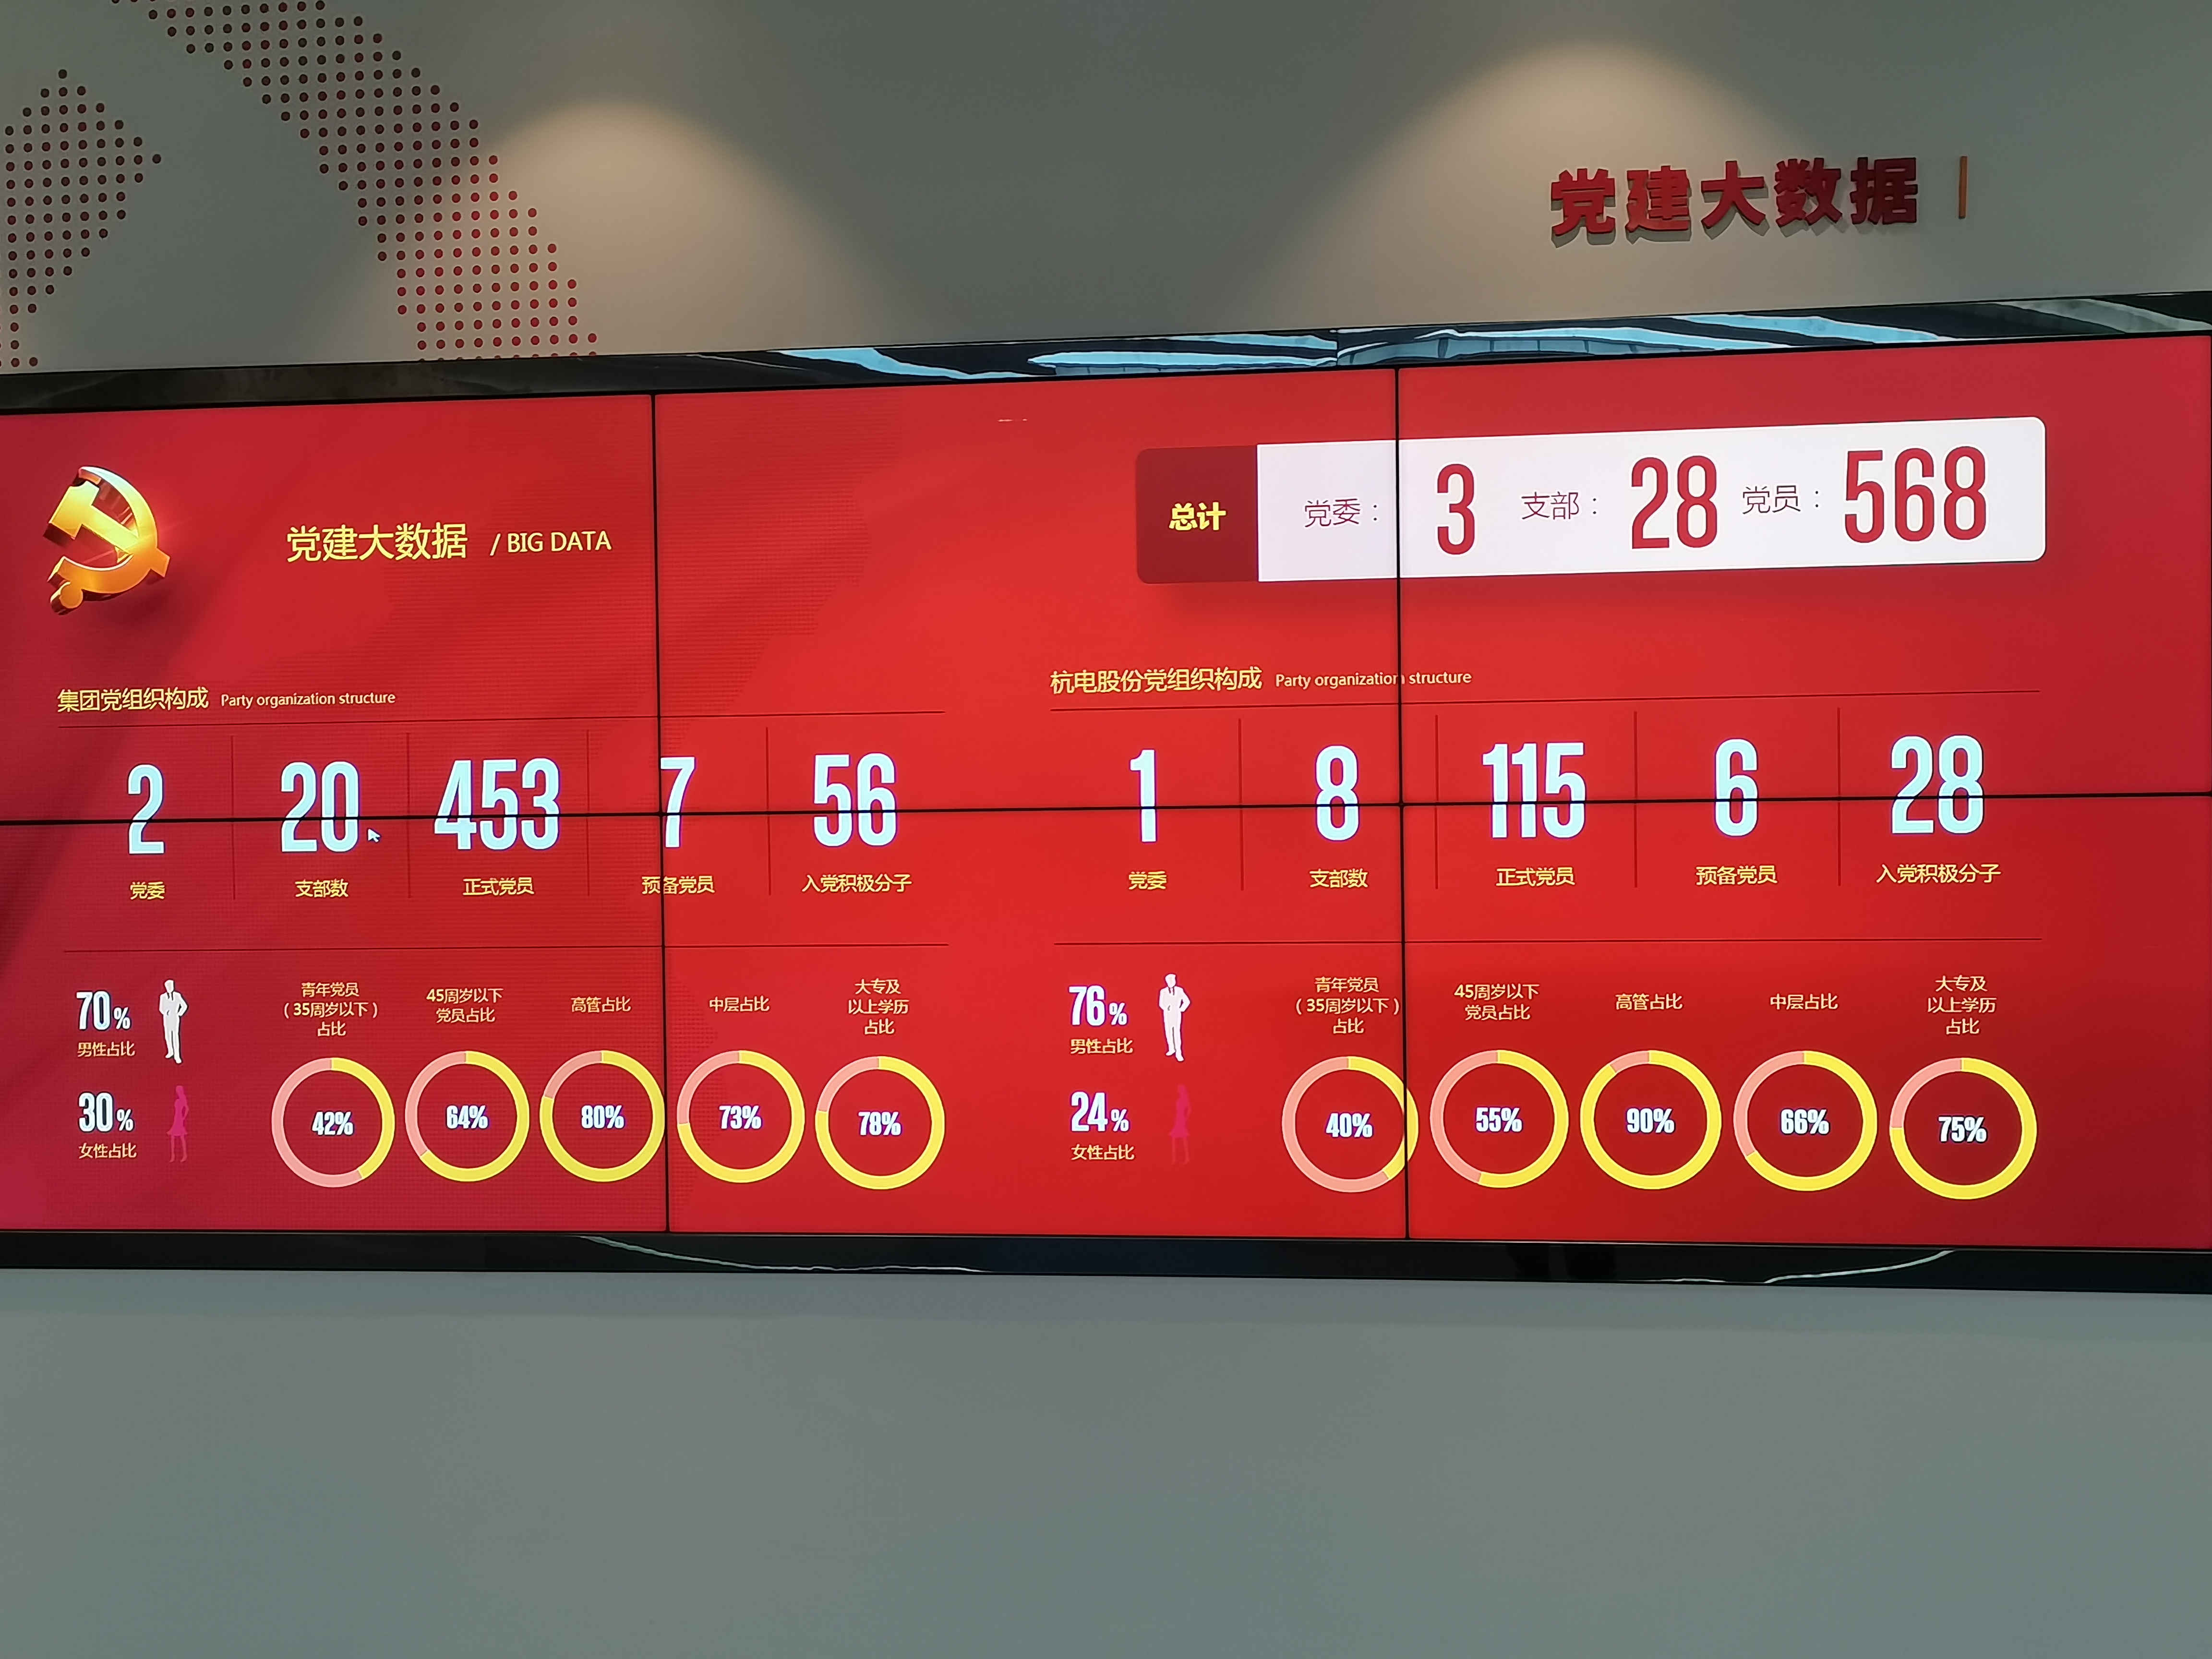 党建大数据
党建大数据 / BIG DATA
总计 党委： 3 支部： 28 党员： 568
集团党组织构成 Party organization structure
2 20 453 7 56
党委 支部数 正式党员 预备党员 入党积极分子
70%
男性占比
30%
女性占比
青年党员
（35周岁以下）
占比
42%
45周岁以下
党员占比
64%
高管占比
80%
中层占比
73%
大专及
以上学历
占比
78%
杭电股份党组织构成 Party organization structure
1 8 115 6 28
党委 支部数 正式党员 预备党员 入党积极分子
76%
男性占比
24%
女性占比
青年党员
（35周岁以下）
占比
40%
45周岁以下
党员占比
55%
高管占比
90%
中层占比
66%
大专及
以上学历
占比
75%